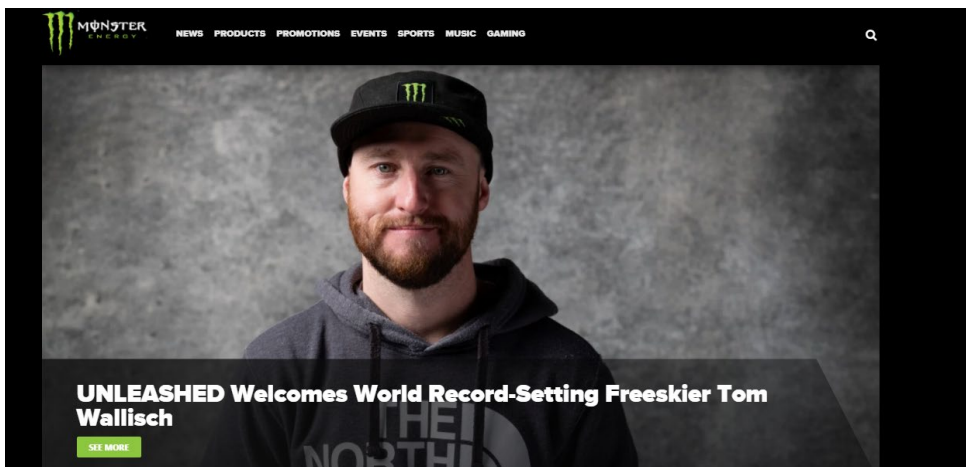 MONSTER
ENERGY
NEWS PRODUCTS PROMOTIONS EVENTS SPORTS MUSIC GAMING
UNLEASHED Welcomes World Record-Setting Freeskier Tom
Wallisch
SEE MORE
THE
NORTH